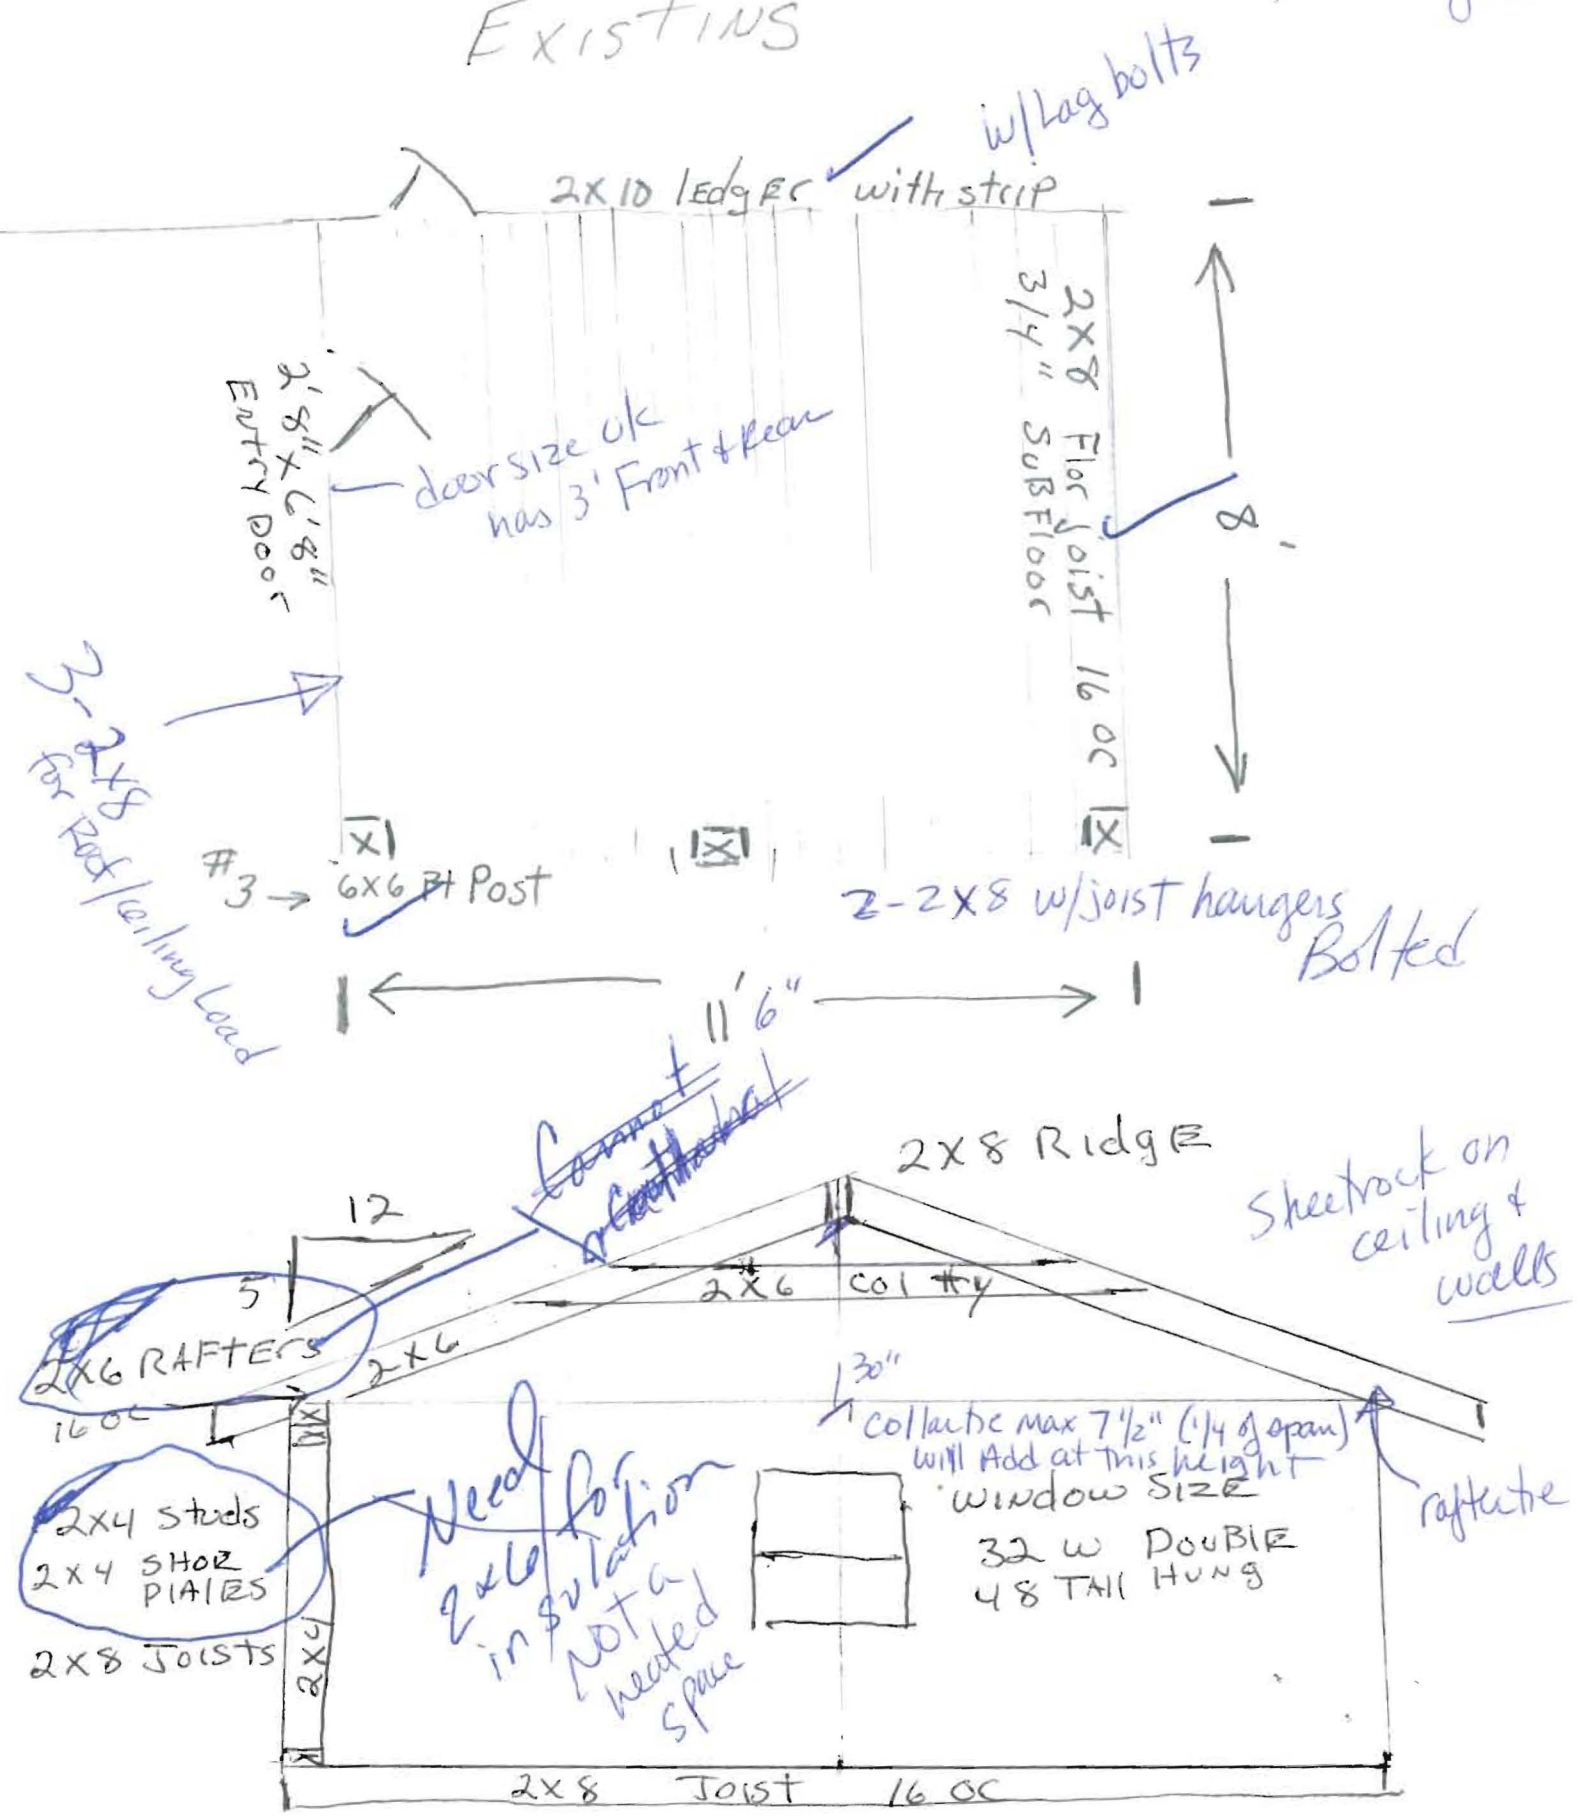 EXISTING
w/Lag bolts
2X10 lEdgEr with strip
2X8 Flor Joist 16 OC
3/4" SuBFloor
2'8" x 6'8"
ENtry Door
door size ok
has 3' Front & Rear
8'
3-2x8
for Roof/Ceiling Load
#3 → 6X6 Pt Post
2-2X8 w/joist hangers
Bolted
11'6"
Cannot
2X8 RidgE
Sheetrock on
ceiling &
walls
12
5
2X6 RAFTErS
16 OC
2X6
2X6 Col ty
30"
Collartie max 7 1/2" (1/4 of span)
will Add at this height
raftertie
WINDOW SIZE
32 W DOUBlE
48 TAll HUNg
2X4 Studs
2X4 SHOE
PlAtES
2X8 JOISTS
2X4
Need
2x6 for
insulation
Not a
heated
space
2X8 JOIST 16 OC